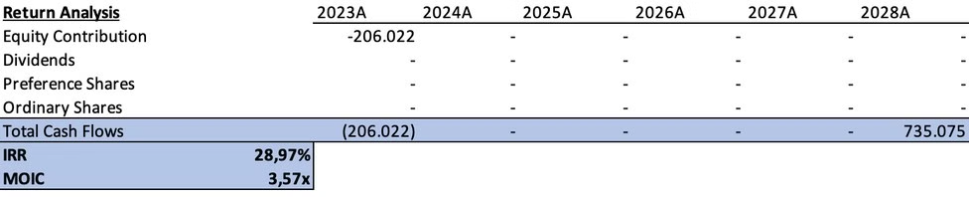 Return Analysis 2023A 2024A 2025A 2026A 2027A 2028A
Equity Contribution -206.022 - - - - -
Dividends - - - - - -
Preference Shares - - - - - -
Ordinary Shares - - - - - -
Total Cash Flows (206.022) - - - - 735.075
IRR 28,97%
MOIC 3,57x